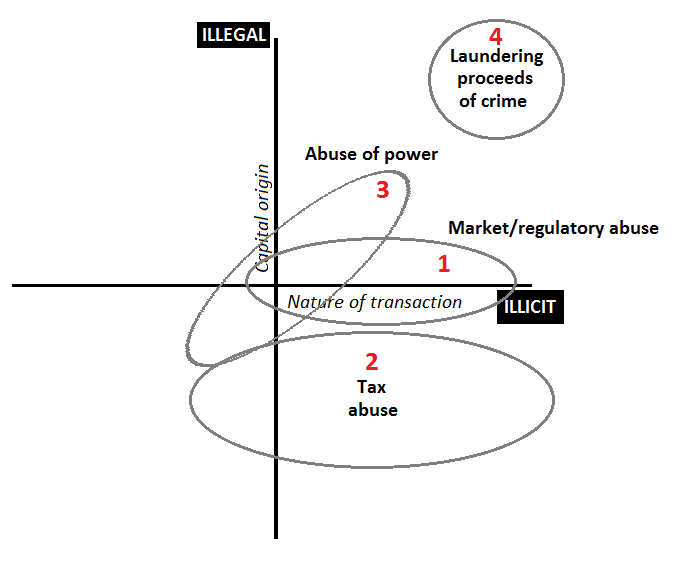 ILLEGAL
4
Laundering
proceeds
of crime
Abuse of power
3
Capital origin
Market/regulatory abuse
1
Nature of transaction
ILLICIT
2
Tax
abuse